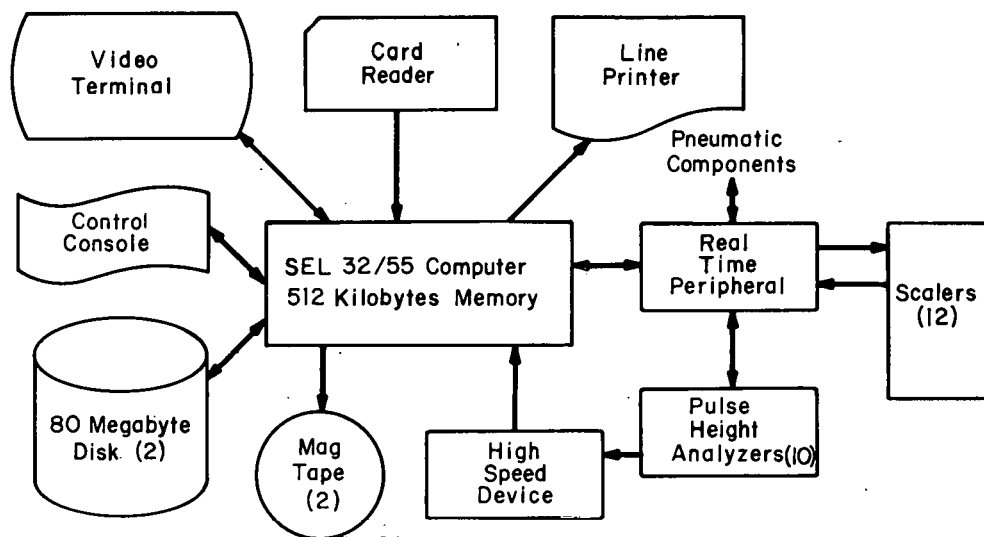 Video
Terminal
Card
Reader
Line
Printer
Pneumatic
Components
Control
Console
SEL 32/55 Computer
512 Kilobytes Memory
Real
Time
Peripheral
Scalers
(12)
80 Megabyte
Disk (2)
Mag
Tape
(2)
High
Speed
Device
Pulse
Height
Analyzers(10)